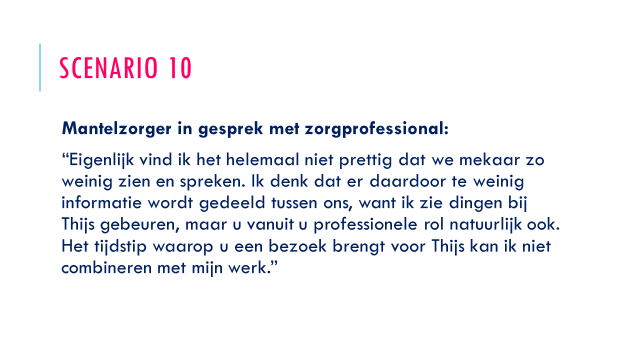 SCENARIO 10
Mantelzorger in gesprek met zorgprofessional:
“Eigenlijk vind ik het helemaal niet prettig dat we mekaar zo
weinig zien en spreken. Ik denk dat er daardoor te weinig
informatie wordt gedeeld tussen ons, want ik zie dingen bij
Thijs gebeuren, maar u vanuit u professionele rol natuurlijk ook.
Het tijdstip waarop u een bezoek brengt voor Thijs kan ik niet
combineren met mijn werk.”